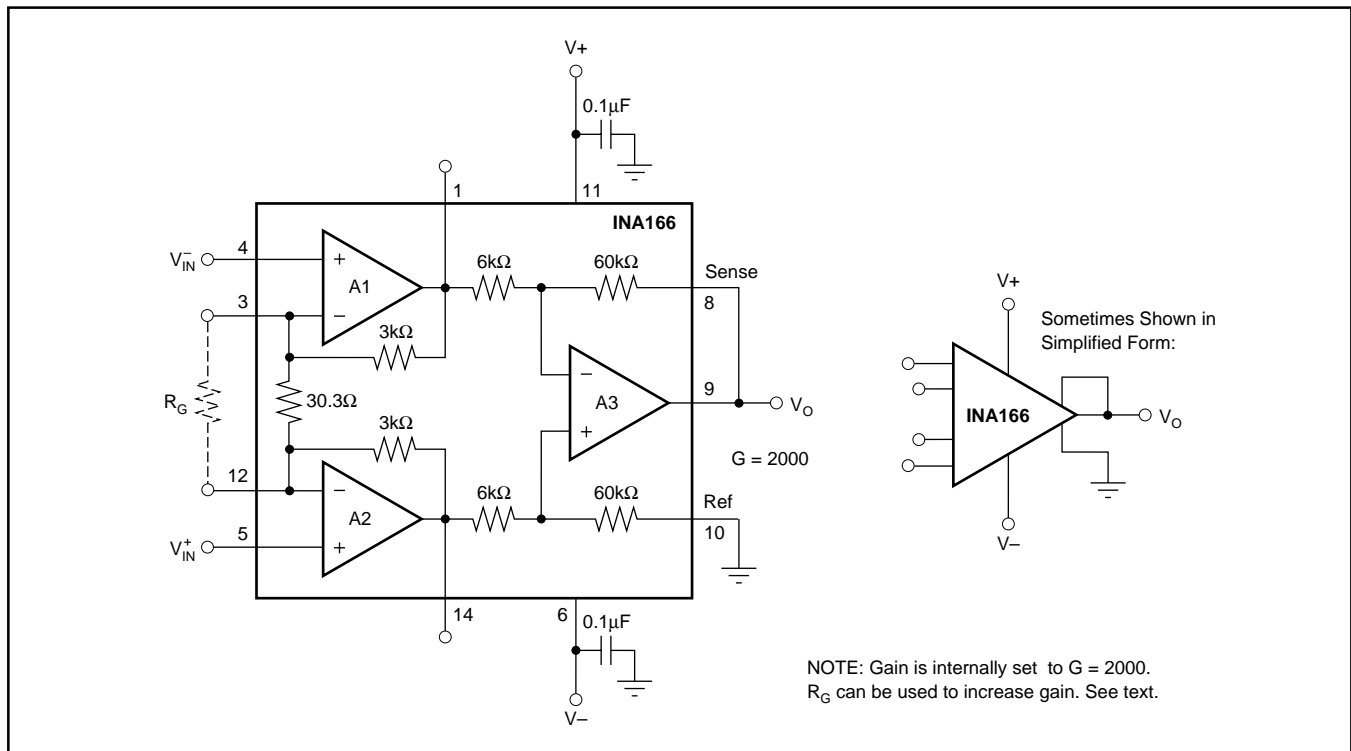 V+
0.1µF
1
11
INA166
V–IN
4
+
A1
–
3
3kΩ
6kΩ
60kΩ
Sense
8
RG
30.3Ω
–
A3
+
9
VO
G = 2000
3kΩ
12
–
A2
+
6kΩ
60kΩ
Ref
10
V+IN
5
14
6
0.1µF
V–
V+
Sometimes Shown in
Simplified Form:
INA166
VO
V–
NOTE: Gain is internally set to G = 2000.
RG can be used to increase gain. See text.